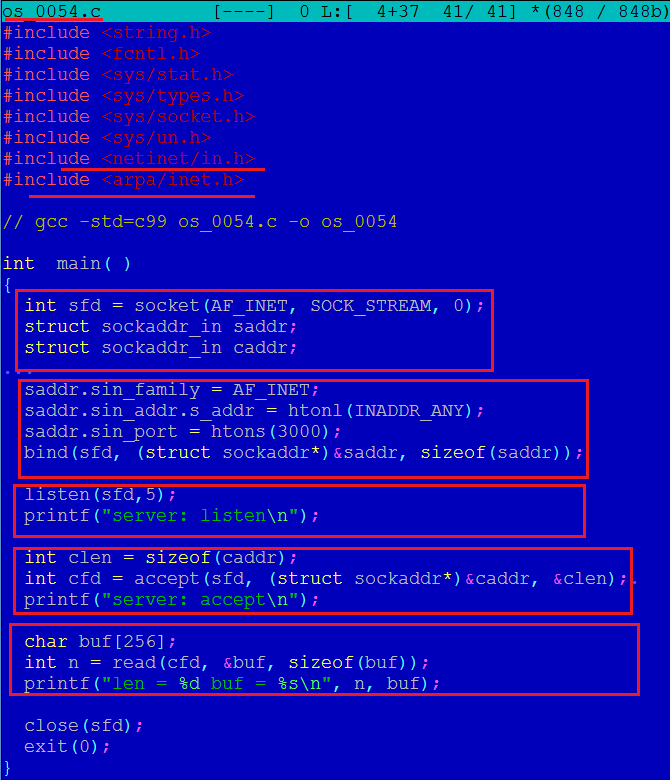 os_0054.c [----] 0 L:[ 4+37 41/ 41] *(848 / 848b)
#include <string.h>
#include <fcntl.h>
#include <sys/stat.h>
#include <sys/types.h>
#include <sys/socket.h>
#include <sys/un.h>
#include <netinet/in.h>
#include <arpa/inet.h>
// gcc -std=c99 os_0054.c -o os_0054
int  main( )
{
  int sfd = socket(AF_INET, SOCK_STREAM, 0);
  struct sockaddr_in saddr;
  struct sockaddr_in caddr;
...
  saddr.sin_family = AF_INET;
  saddr.sin_addr.s_addr = htonl(INADDR_ANY);
  saddr.sin_port = htons(3000);
  bind(sfd, (struct sockaddr*)&saddr, sizeof(saddr));
  listen(sfd,5);
  printf("server: listen\n");
  int clen = sizeof(caddr);
  int cfd = accept(sfd, (struct sockaddr*)&caddr, &clen);.
  printf("server: accept\n");
  char buf[256];
  int n = read(cfd, &buf, sizeof(buf));
  printf("len = %d buf = %s\n", n, buf);
  close(sfd);
  exit(0);
}